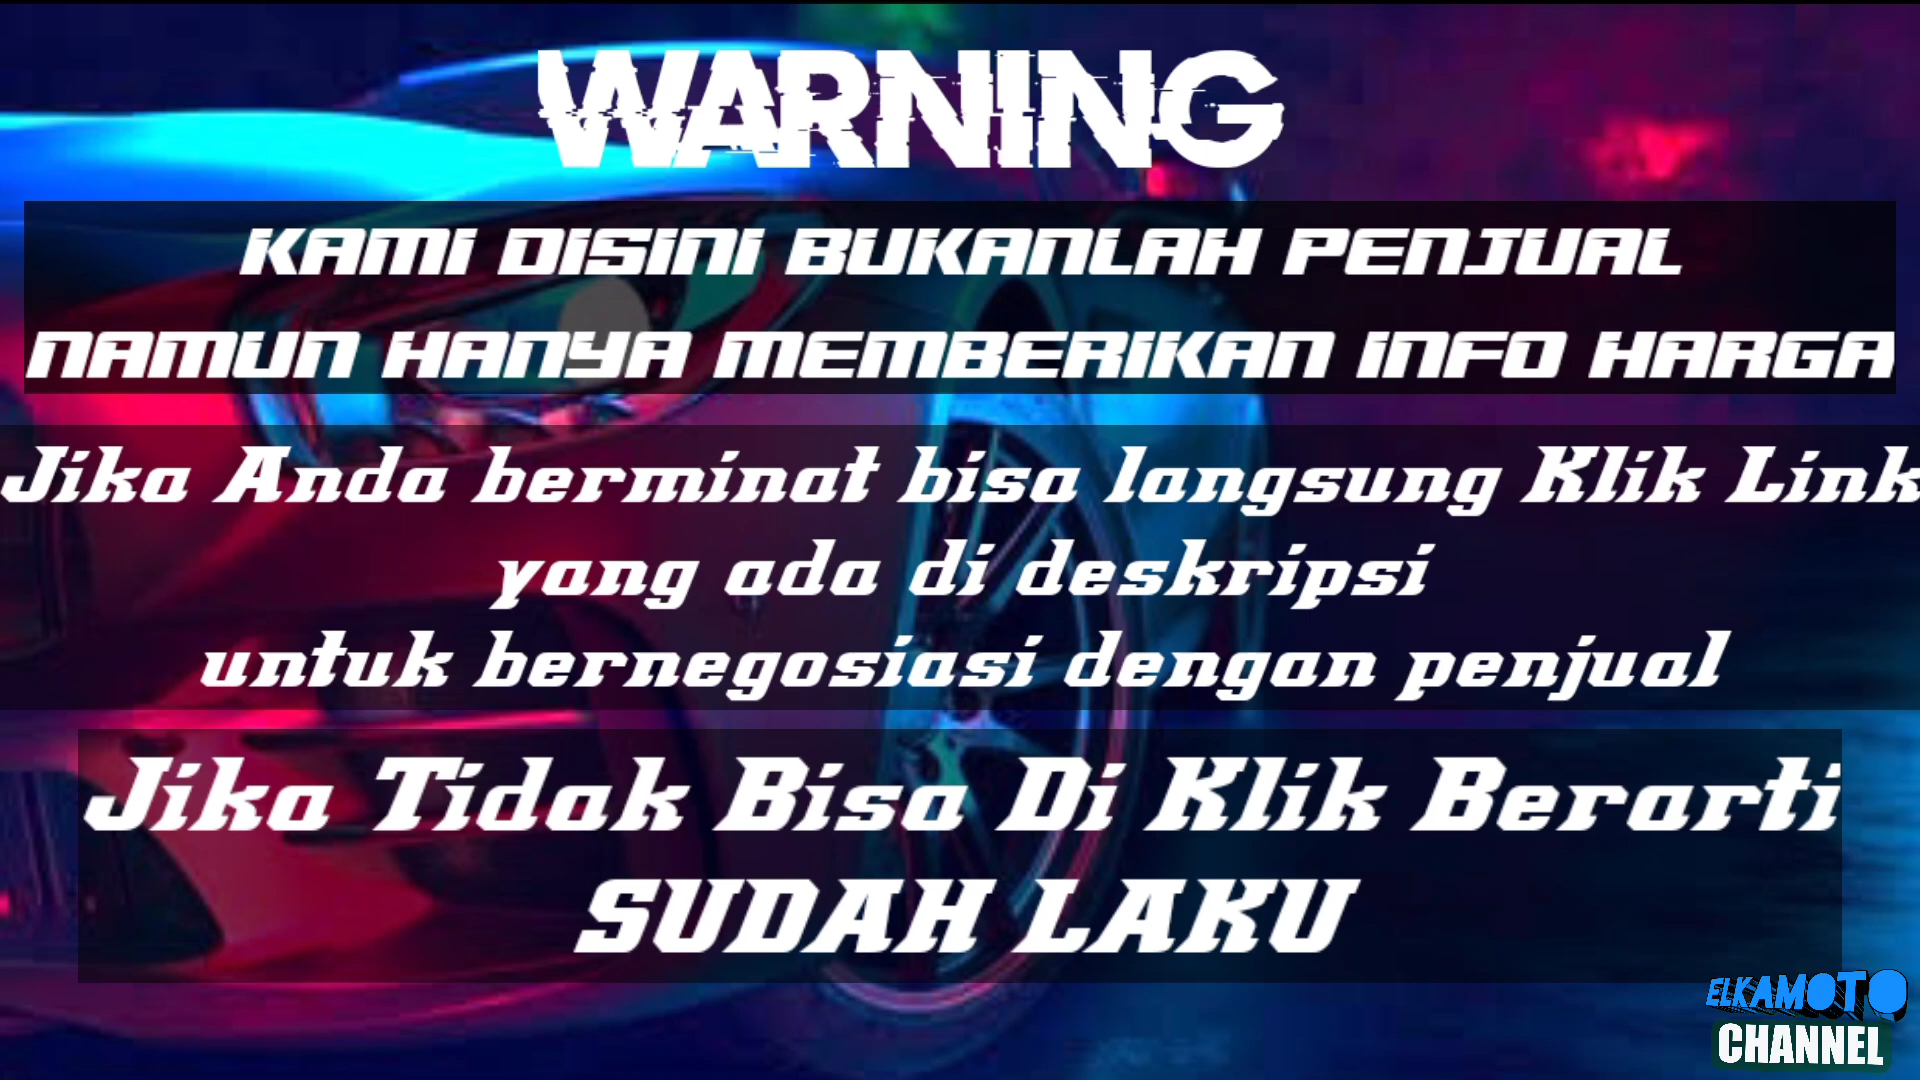 WARNING
KAMI DISINI BUKANLAH PENJUAL
NAMUN HANYA MEMBERIKAN INFO HARGA
Jika Anda berminat bisa langsung Klik Link
yang ada di deskripsi
untuk bernegosiasi dengan penjual
Jika Tidak Bisa Di Klik Berarti
SUDAH LAKU
ELKAMOTO
CHANNEL